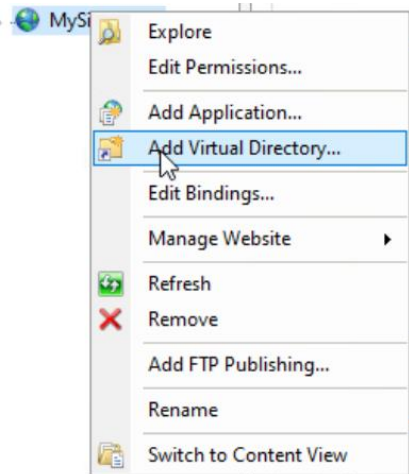 MySi
Explore
Edit Permissions...
Add Application...
Add Virtual Directory...
Edit Bindings...
Manage Website
Refresh
Remove
Add FTP Publishing...
Rename
Switch to Content View